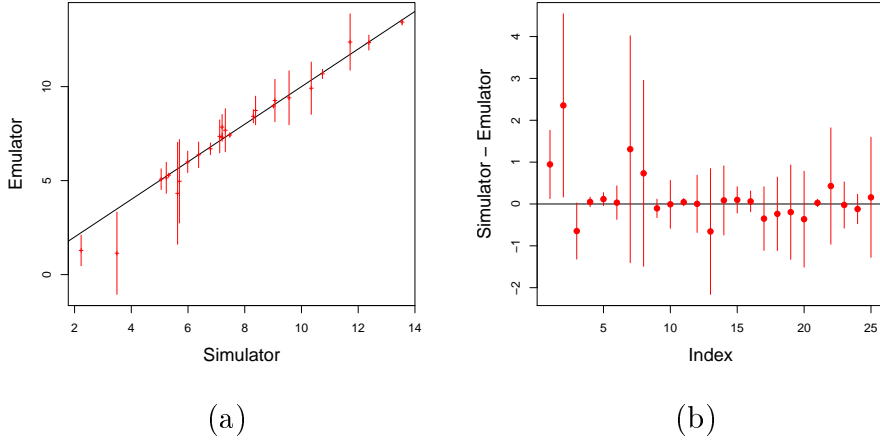 10
5
0
Emulator
2 4 6 8 10 12 14
Simulator
(a)
4
3
2
1
0
−1
−2
Simulator − Emulator
5 10 15 20 25
Index
(b)